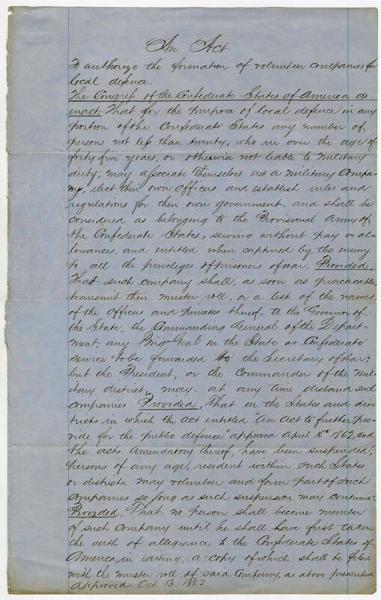 An Act
To authorize the formation of volunteer companies for
local defence.
The Congress of the Confederate States of America do
enact, That for the purpose of local defence in any
portion of the Confederate States any number of
persons not less than twenty, who are over the age of
forty five years, or otherwise not liable to military
duty, may associate themselves as a military Compa-
ny, elect their own Officers and establish rules and
regulations for their own government, and shall be
considered as belonging to the Provisional Army of
the Confederate States, serving without pay or al-
lowances, and entitled when captured by the enemy
to all the privileges of prisoners of war, Provided,
That such company shall, as soon as practicable
transmit their muster roll, or a list of the names
of the Officers and privates thereof, to the Governor of
the State, the Commanding General of the Depart-
ment, any Brig Genl in the State or Confederate
service to be forwarded to the Secretary of War;
but the President, or the Commander of the mil-
itary district, may at any time disband such
companies Provided, That in the States and dis-
tricts in which the Act entitled "An Act to further pro-
vide for the public defence" approved April 1862, and
the acts Amendatory thereof, have been suspended,
persons of any age, resident within such States
or districts, may volunteer and form part of such
companies so long as such suspension may continue
Provided, That no person shall become member
of such Company until he shall have first taken
the oath of allegiance to the Confederate States of
America, in writing, a copy of which shall be filed
with the muster roll of said Company, as above prescribed
Approved Oct 13 1862